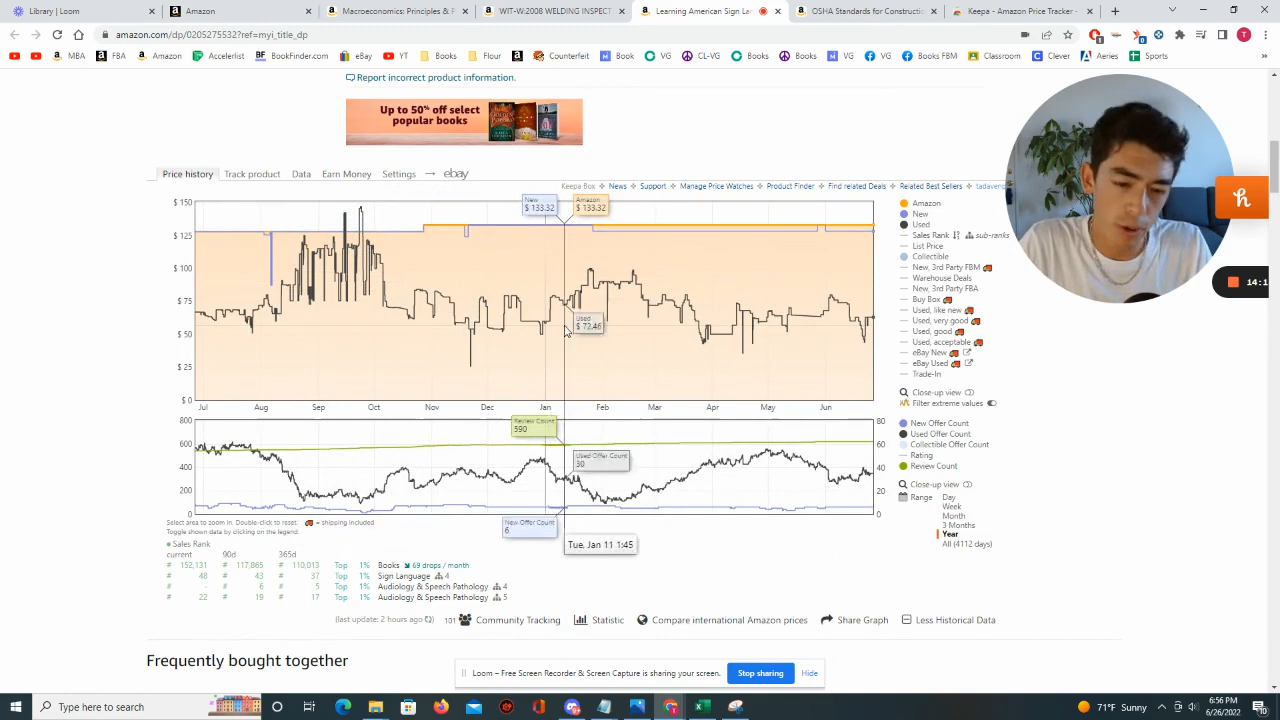 Library | Loom
Amazon
Macroeconomics: Principles & P
WIT-W-2008 WELDING INSPECT
Learning American Sign La
OSHA Standards for Constructi
Keepa - Amazon Price Tracker -
amazon.com/dp/0205275532?ref=myi_title_dp
MBA
FBA
Amazon
Accelerlist
BookFinder.com
eBay
YT
Flour
Counterfeit
Book
VG
VG
Books
Books
VG
VG
Books FBM
Classroom
Clever
Aeries
Sports
Report incorrect product information.
Up to 50% off select
popular books
Price history Track product Data Earn Money Settings → ebay
Keepa Box News Support Manage Price Watches Product Finder Find related Deals Related Best Sellers tadaveng
New
$ 133.32
Amazon
$ 133.32
Used
$ 72.46
$ 150
$ 125
$ 100
$ 75
$ 50
$ 25
$ 0
Jul Aug Sep Oct Nov Dec Jan Feb Mar Apr May Jun
Amazon
New
Used
Sales Rank sub-ranks
List Price
Collectible
New, 3rd Party FBM
Warehouse Deals
New, 3rd Party FBA
Buy Box
Used, like new
Used, very good
Used, good
Used, acceptable
eBay New
eBay Used
Trade-In
Close-up view
Filter extreme values
800
600
400
200
0
80
60
40
20
0
Review Count
590
Used Offer Count
30
New Offer Count
6
Tue, Jan 11 1:45
New Offer Count
Used Offer Count
Collectible Offer Count
Rating
Review Count
Close-up view
Range Day
Week
Month
3 Months
Year
All (4112 days)
Select area to zoom in. Double-click to reset. = shipping included
Toggle shown data by clicking on the legend.
Sales Rank
current 90d 365d
# 152,131 # 117,865 # 110,013 Top 1% Books 69 drops / month
# 48 # 43 # 37 Top 1% Sign Language 4
# - # 6 # 5 Top 1% Audiology & Speech Pathology 4
# 22 # 19 # 17 Top 1% Audiology & Speech Pathology 5
(last update: 2 hours ago) 101 Community Tracking Statistic Compare international Amazon prices Share Graph Less Historical Data
Frequently bought together
Loom – Free Screen Recorder & Screen Capture is sharing your screen. Stop sharing Hide
14:1
Type here to search
71°F Sunny
6:56 PM
6/26/2022